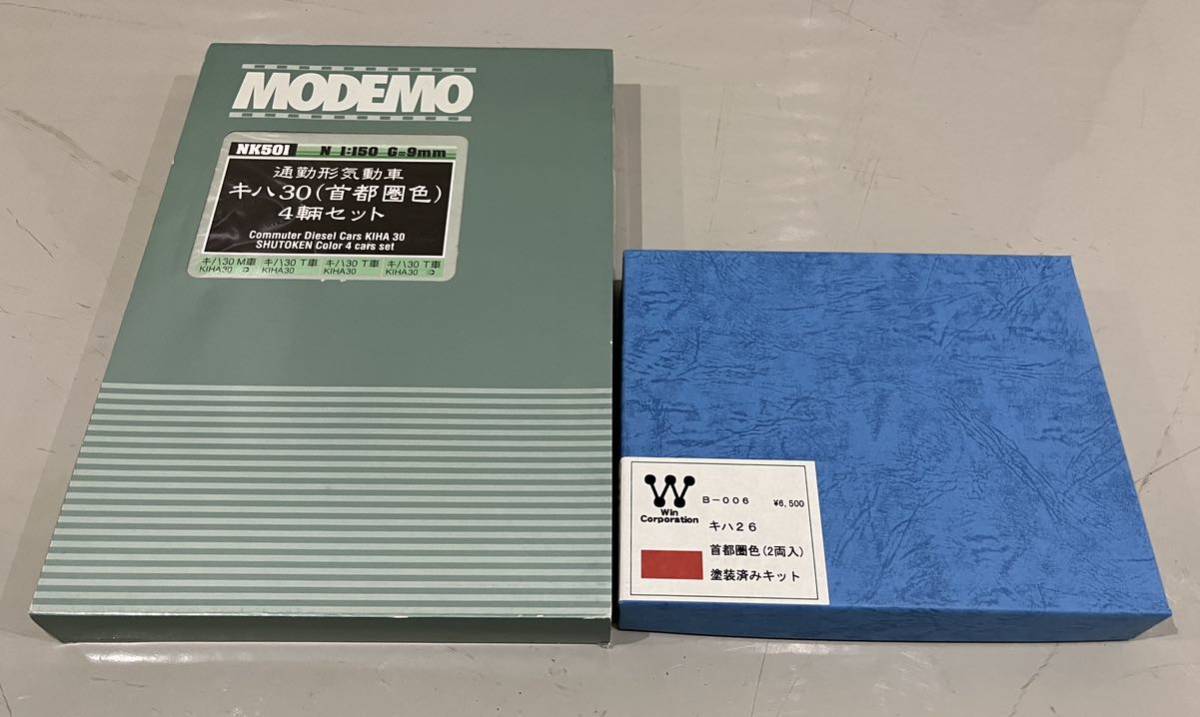 MODEMO
NK501 N 1:150 G=9mm
通勤形気動車
キハ30(首都圏色)
4輌セット
Commuter Diesel Cars KIHA 30
SHUTOKEN Color 4 cars set
キハ30 M車 キハ30 T車 キハ30 T車 キハ30 T車
KIHA30 KIHA30 KIHA30 KIHA30
Win
Corporation
B-006 ¥6,500
キハ26
首都圏色(2両入)
塗装済みキット